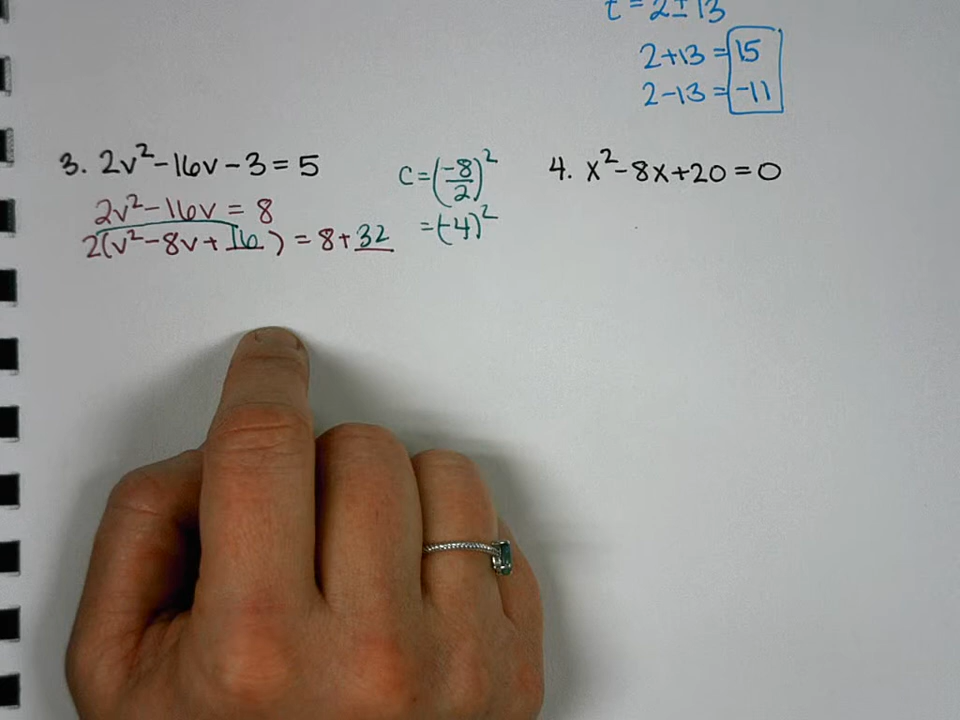 t = 2 ± 13
2+13 = 15
2-13 = -11
3. 2v² - 16v - 3 = 5
2v² - 16v = 8
2(v² - 8v + 16) = 8 + 32
c = (-8/2)²
= (-4)²
4. x² - 8x + 20 = 0